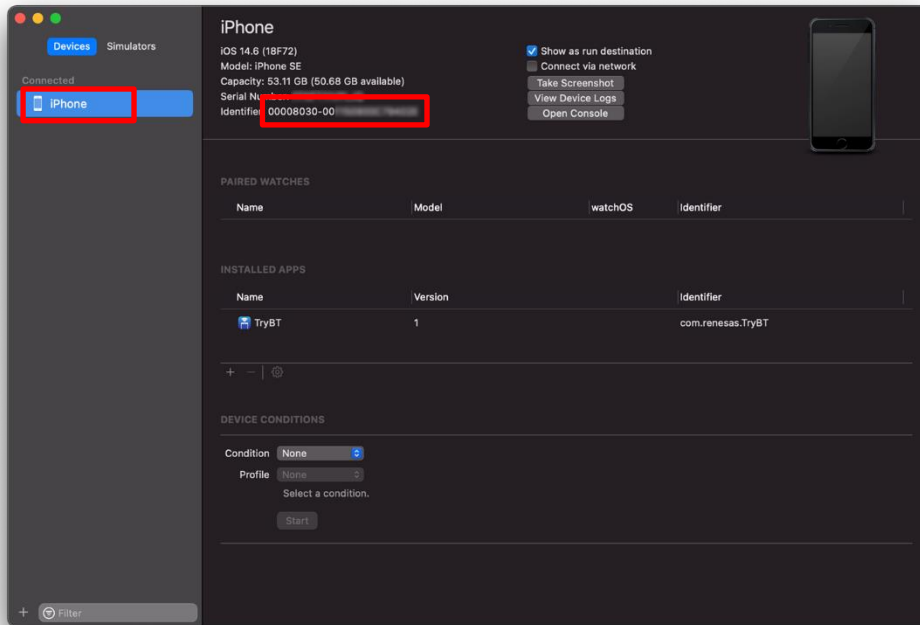 Devices Simulators
Connected
iPhone
Filter
iPhone
iOS 14.6 (18F72)
Model: iPhone SE
Capacity: 53.11 GB (50.68 GB available)
Serial Number:
Identifier: 00008030-00
Show as run destination
Connect via network
Take Screenshot
View Device Logs
Open Console
PAIRED WATCHES
Name Model watchOS Identifier
INSTALLED APPS
Name Version Identifier
TryBT 1 com.renesas.TryBT
DEVICE CONDITIONS
Condition None
Profile None
Select a condition.
Start